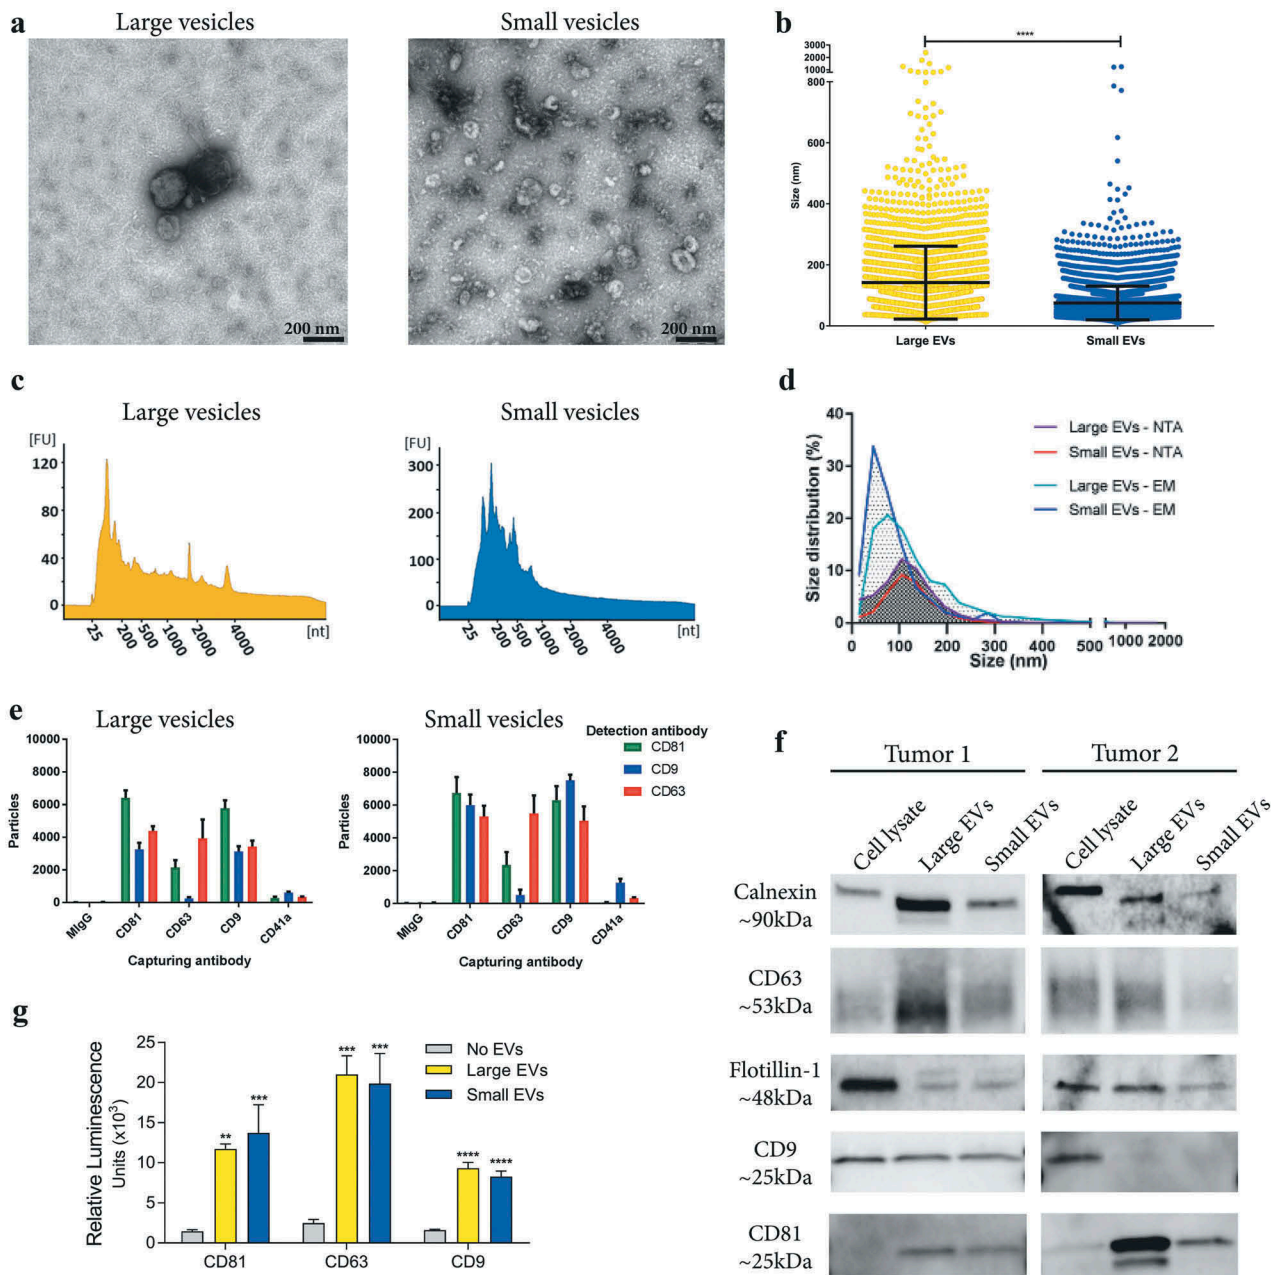 a
Large vesicles
Small vesicles
200 nm
200 nm
b
****
3000
2000
1000
800
600
400
200
0
Size (nm)
Large EVs
Small EVs
c
Large vesicles
[FU]
120
80
40
0
25
200
500
1000
2000
4000
[nt]
Small vesicles
[FU]
300
200
100
0
25
200
500
1000
2000
4000
[nt]
d
40
30
20
10
0
Size distribution (%)
Large EVs - NTA
Small EVs - NTA
Large EVs - EM
Small EVs - EM
0
100
200
300
400
500
1000
2000
Size (nm)
e
Large vesicles
10000
8000
6000
4000
2000
0
Particles
MIgG
CD81
CD63
CD9
CD41a
Capturing antibody
Small vesicles
10000
8000
6000
4000
2000
0
Particles
MIgG
CD81
CD63
CD9
CD41a
Capturing antibody
Detection antibody
CD81
CD9
CD63
f
Tumor 1
Tumor 2
Cell lysate
Large EVs
Small EVs
Cell lysate
Large EVs
Small EVs
Calnexin
~90kDa
CD63
~53kDa
Flotillin-1
~48kDa
CD9
~25kDa
CD81
~25kDa
g
25
20
15
10
5
0
Relative Luminescence
Units (x10³)
No EVs
Large EVs
Small EVs
**
***
***
***
****
****
CD81
CD63
CD9